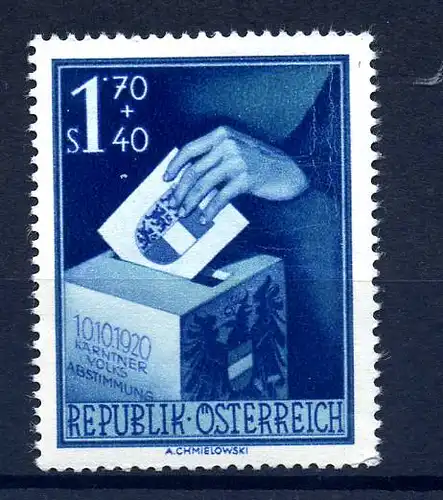 S 1·70
+
40
10.10.1920
KÄRNTNER
VOLKS
ABSTIMMUNG
REPUBLIK·ÖSTERREICH
A.CHMIELOWSKI